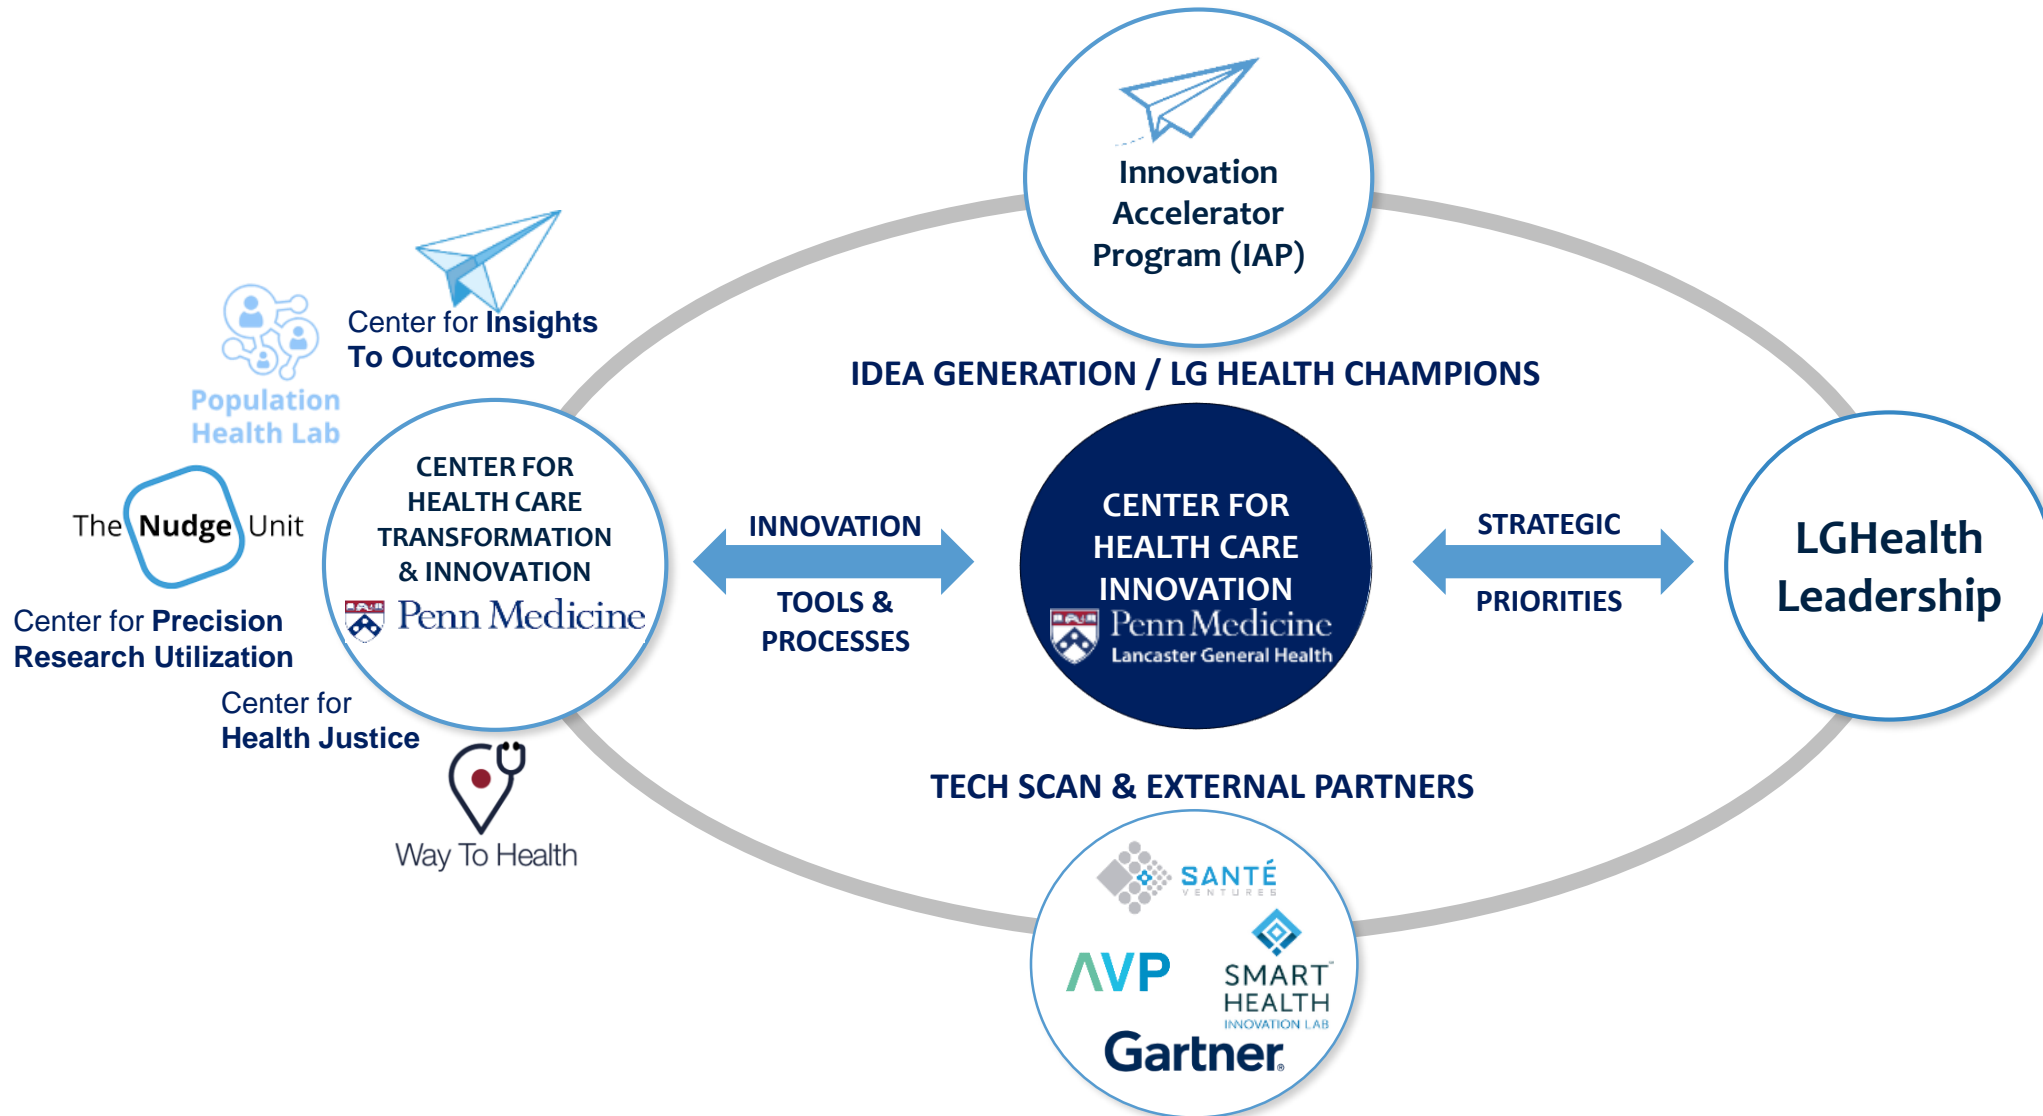 Innovation
Accelerator
Program (IAP)
Center for Insights
To Outcomes
Population
Health Lab
The Nudge Unit
Center for Precision
Research Utilization
Center for
Health Justice
Way To Health
CENTER FOR
HEALTH CARE
TRANSFORMATION
& INNOVATION
Penn Medicine
IDEA GENERATION / LG HEALTH CHAMPIONS
INNOVATION
TOOLS &
PROCESSES
CENTER FOR
HEALTH CARE
INNOVATION
Penn Medicine
Lancaster General Health
STRATEGIC
PRIORITIES
LGHealth
Leadership
TECH SCAN & EXTERNAL PARTNERS
SANTÉ
VENTURES
AVP
SMART™
HEALTH
INNOVATION LAB
Gartner®